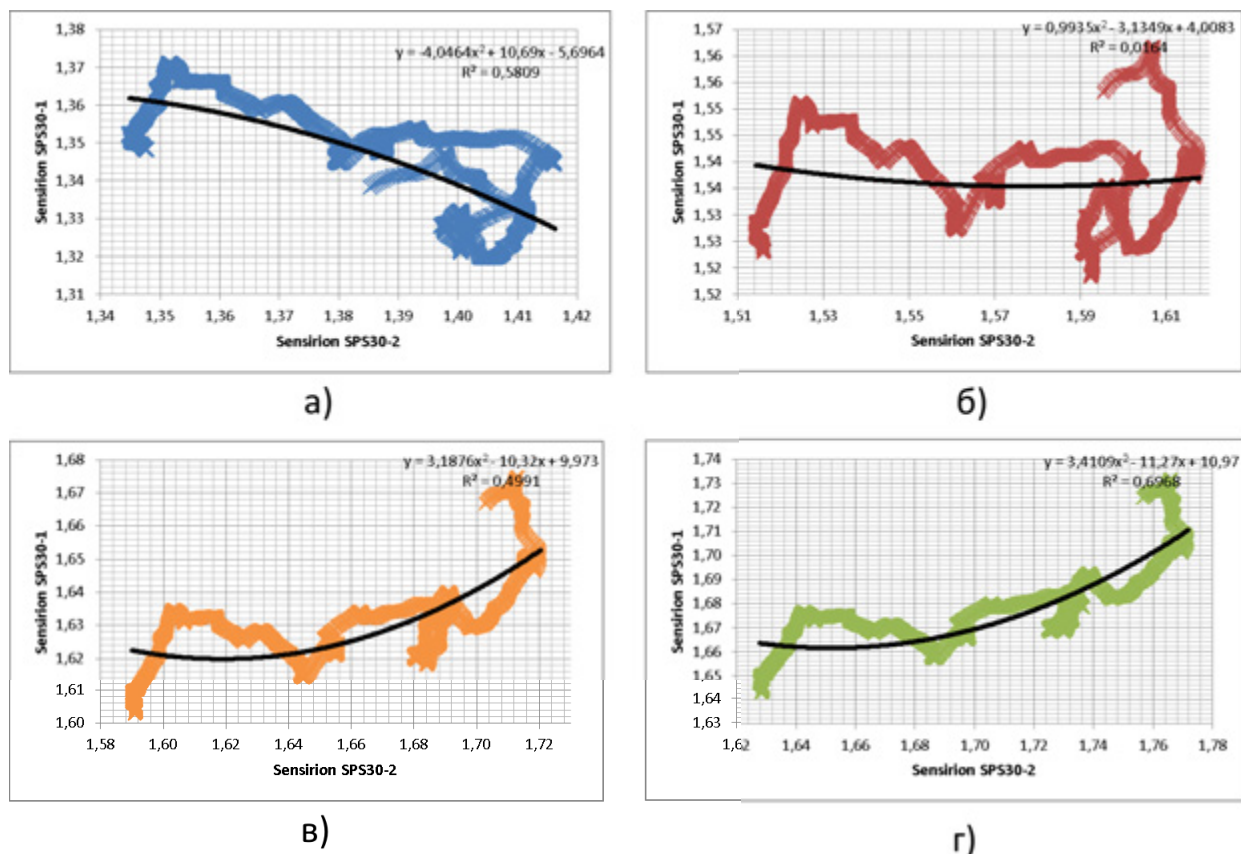 y = -4,0464x² + 10,69x - 5,6964
R² = 0,5809
1,38
1,37
1,36
1,35
1,34
1,33
1,32
1,31
Sensirion SPS30-1
1,34 1,35 1,36 1,37 1,38 1,39 1,40 1,41 1,42
Sensirion SPS30-2
а)
y = 0,9935x² - 3,1349x + 4,0083
R² = 0,0164
1,57
1,56
1,55
1,55
1,54
1,54
1,53
1,53
1,52
1,52
Sensirion SPS30-1
1,51 1,53 1,55 1,57 1,59 1,61
Sensirion SPS30-2
б)
y = 3,1876x² - 10,32x + 9,973
R² = 0,4991
1,68
1,67
1,66
1,65
1,64
1,63
1,62
1,61
1,60
Sensirion SPS30-1
1,58 1,60 1,62 1,64 1,66 1,68 1,70 1,72
Sensirion SPS30-2
в)
y = 3,4109x² - 11,27x + 10,97
R² = 0,6968
1,74
1,73
1,72
1,71
1,70
1,69
1,68
1,67
1,66
1,65
1,64
1,63
Sensirion SPS30-1
1,62 1,64 1,66 1,68 1,70 1,72 1,74 1,76 1,78
Sensirion SPS30-2
г)